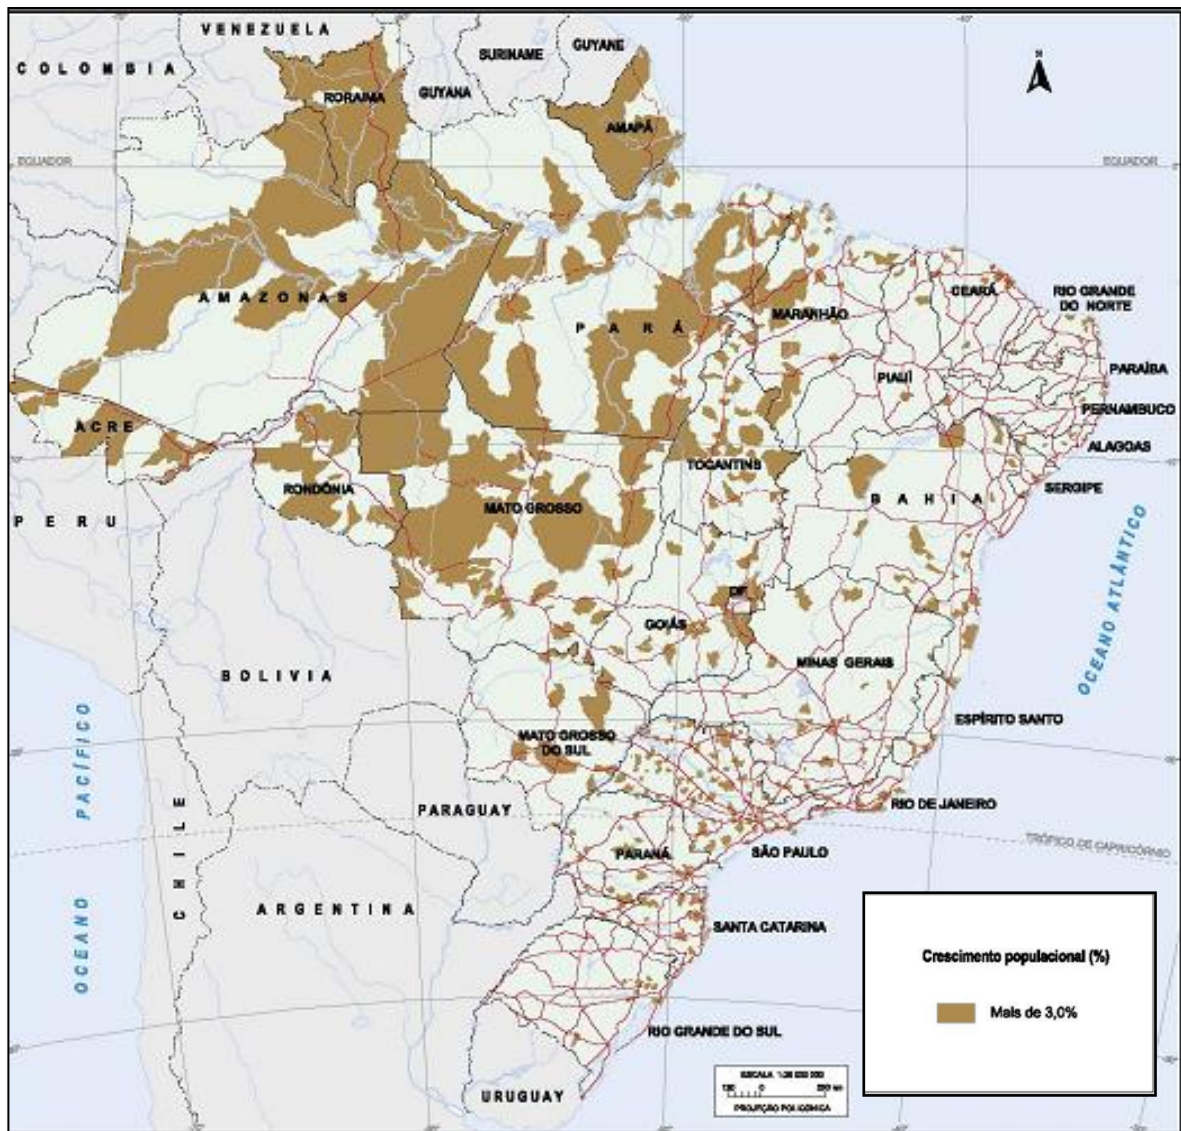 VENEZUELA
COLOMBIA
SURINAME
GUYANE
GUYANA
RORAIMA
AMAPÁ
EQUADOR
EQUADOR
AMAZONAS
PARÁ
MARANHÃO
CEARÁ
RIO GRANDE
DO NORTE
PIAUÍ
PARAÍBA
PERNAMBUCO
ACRE
ALAGOAS
TOCANTINS
RONDÔNIA
MATO GROSSO
BAHIA
SERGIPE
PERU
OCEANO ATLÂNTICO
DF
GOIÁS
BOLIVIA
MINAS GERAIS
ESPÍRITO SANTO
MATO GROSSO
DO SUL
OCEANO PACÍFICO
CHILE
PARAGUAY
RIO DE JANEIRO
TRÓPICO DE CAPRICÓRNIO
PARANÁ
SÃO PAULO
ARGENTINA
SANTA CATARINA
RIO GRANDE DO SUL
URUGUAY
Crescimento populacional (%)
Mais de 3,0%
N
ESCALA
0
PROJEÇÃO POLICÔNICA